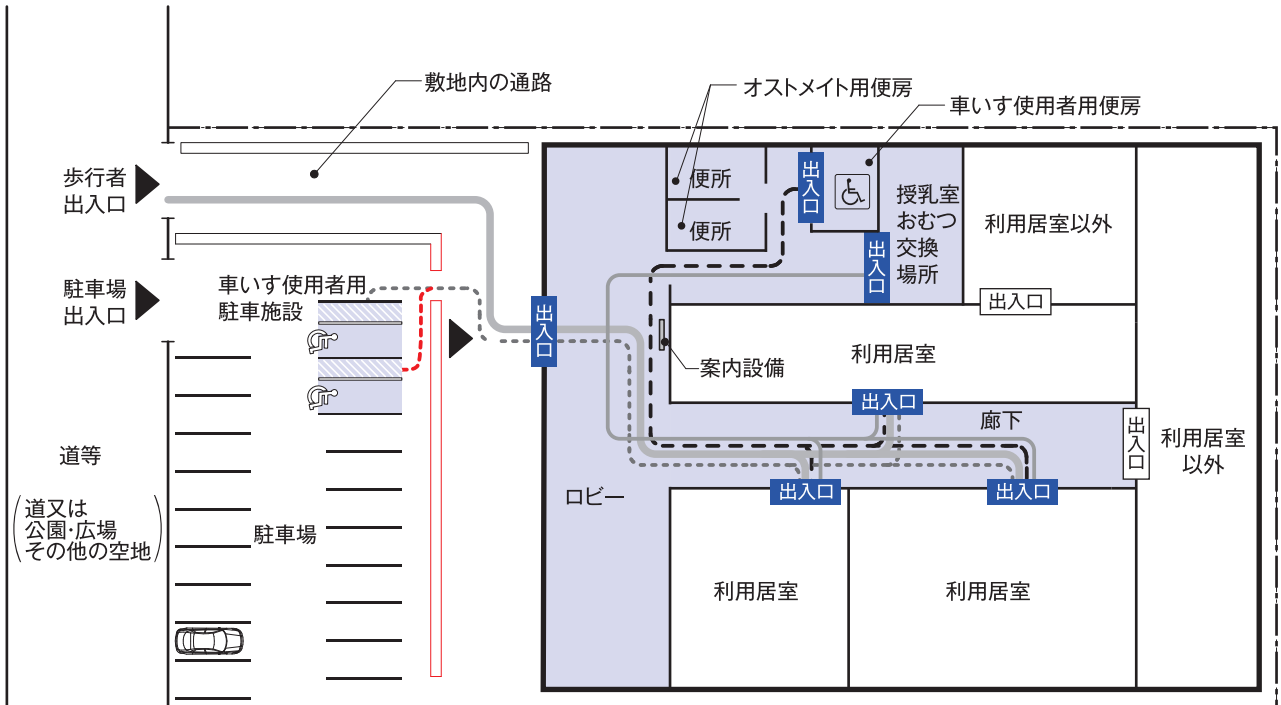 敷地内の通路
オストメイト用便房
車いす使用者用便房
歩行者
出入口
便所
便所
出入口
授乳室
おむつ
交換
場所
出入口
利用居室以外
駐車場
出入口
車いす使用者用
駐車施設
出入口
出入口
利用居室
案内設備
出入口
廊下
出入口
利用居室
以外
道等
道又は
公園・広場
その他の空地
駐車場
ロビー
出入口
出入口
利用居室
利用居室